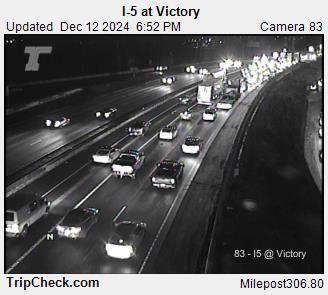 I-5 at Victory
Updated  Dec 12 2024  6:52 PM  Camera 83
T
N
83 - I5 @ Victory
TripCheck.com  Milepost306.80